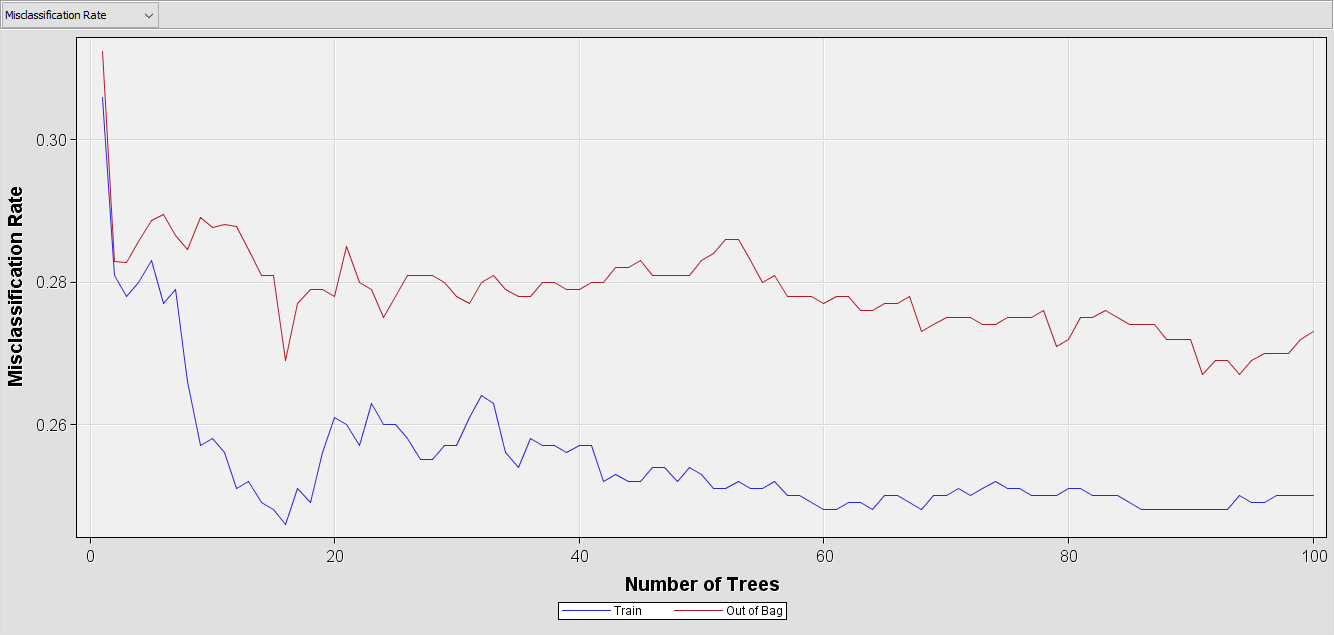 Misclassification Rate
Misclassification Rate
0.30
0.28
0.26
0 20 40 60 80 100
Number of Trees
Train Out of Bag